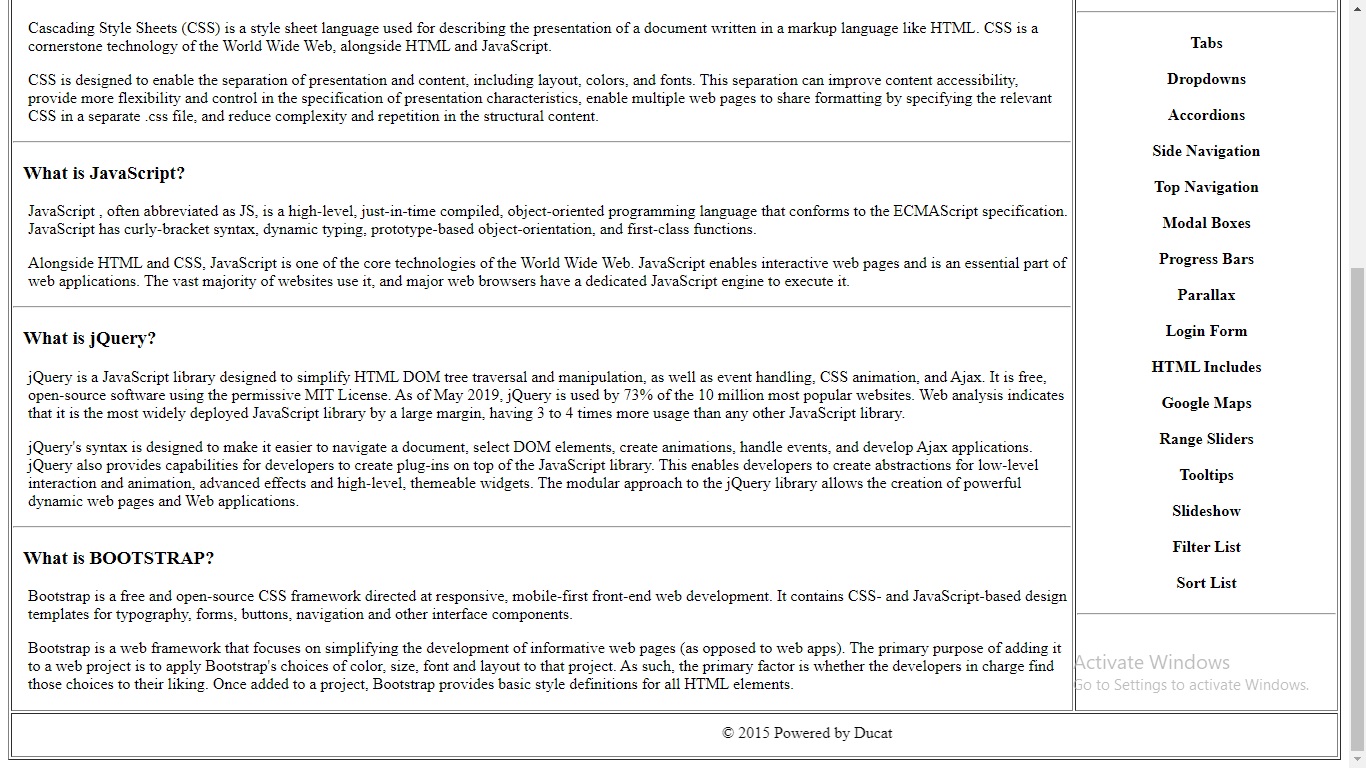 Cascading Style Sheets (CSS) is a style sheet language used for describing the presentation of a document written in a markup language like HTML. CSS is a
cornerstone technology of the World Wide Web, alongside HTML and JavaScript.
CSS is designed to enable the separation of presentation and content, including layout, colors, and fonts. This separation can improve content accessibility,
provide more flexibility and control in the specification of presentation characteristics, enable multiple web pages to share formatting by specifying the relevant
CSS in a separate .css file, and reduce complexity and repetition in the structural content.
What is JavaScript?
JavaScript , often abbreviated as JS, is a high-level, just-in-time compiled, object-oriented programming language that conforms to the ECMAScript specification.
JavaScript has curly-bracket syntax, dynamic typing, prototype-based object-orientation, and first-class functions.
Alongside HTML and CSS, JavaScript is one of the core technologies of the World Wide Web. JavaScript enables interactive web pages and is an essential part of
web applications. The vast majority of websites use it, and major web browsers have a dedicated JavaScript engine to execute it.
What is jQuery?
jQuery is a JavaScript library designed to simplify HTML DOM tree traversal and manipulation, as well as event handling, CSS animation, and Ajax. It is free,
open-source software using the permissive MIT License. As of May 2019, jQuery is used by 73% of the 10 million most popular websites. Web analysis indicates
that it is the most widely deployed JavaScript library by a large margin, having 3 to 4 times more usage than any other JavaScript library.
jQuery's syntax is designed to make it easier to navigate a document, select DOM elements, create animations, handle events, and develop Ajax applications.
jQuery also provides capabilities for developers to create plug-ins on top of the JavaScript library. This enables developers to create abstractions for low-level
interaction and animation, advanced effects and high-level, themeable widgets. The modular approach to the jQuery library allows the creation of powerful
dynamic web pages and Web applications.
What is BOOTSTRAP?
Bootstrap is a free and open-source CSS framework directed at responsive, mobile-first front-end web development. It contains CSS- and JavaScript-based design
templates for typography, forms, buttons, navigation and other interface components.
Bootstrap is a web framework that focuses on simplifying the development of informative web pages (as opposed to web apps). The primary purpose of adding it
to a web project is to apply Bootstrap's choices of color, size, font and layout to that project. As such, the primary factor is whether the developers in charge find
those choices to their liking. Once added to a project, Bootstrap provides basic style definitions for all HTML elements.
Tabs
Dropdowns
Accordions
Side Navigation
Top Navigation
Modal Boxes
Progress Bars
Parallax
Login Form
HTML Includes
Google Maps
Range Sliders
Tooltips
Slideshow
Filter List
Sort List
Activate Windows
Go to Settings to activate Windows.
© 2015 Powered by Ducat